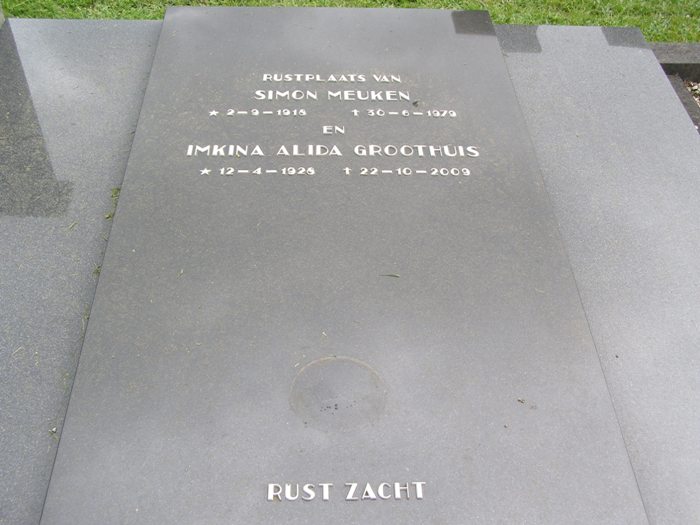 RUSTPLAATS VAN
SIMON MEUKEN
★ 2-9-1918 † 30-6-1979
EN
IMKINA ALIDA GROOTHUIS
★ 12-4-1928 † 22-10-2009
RUST ZACHT